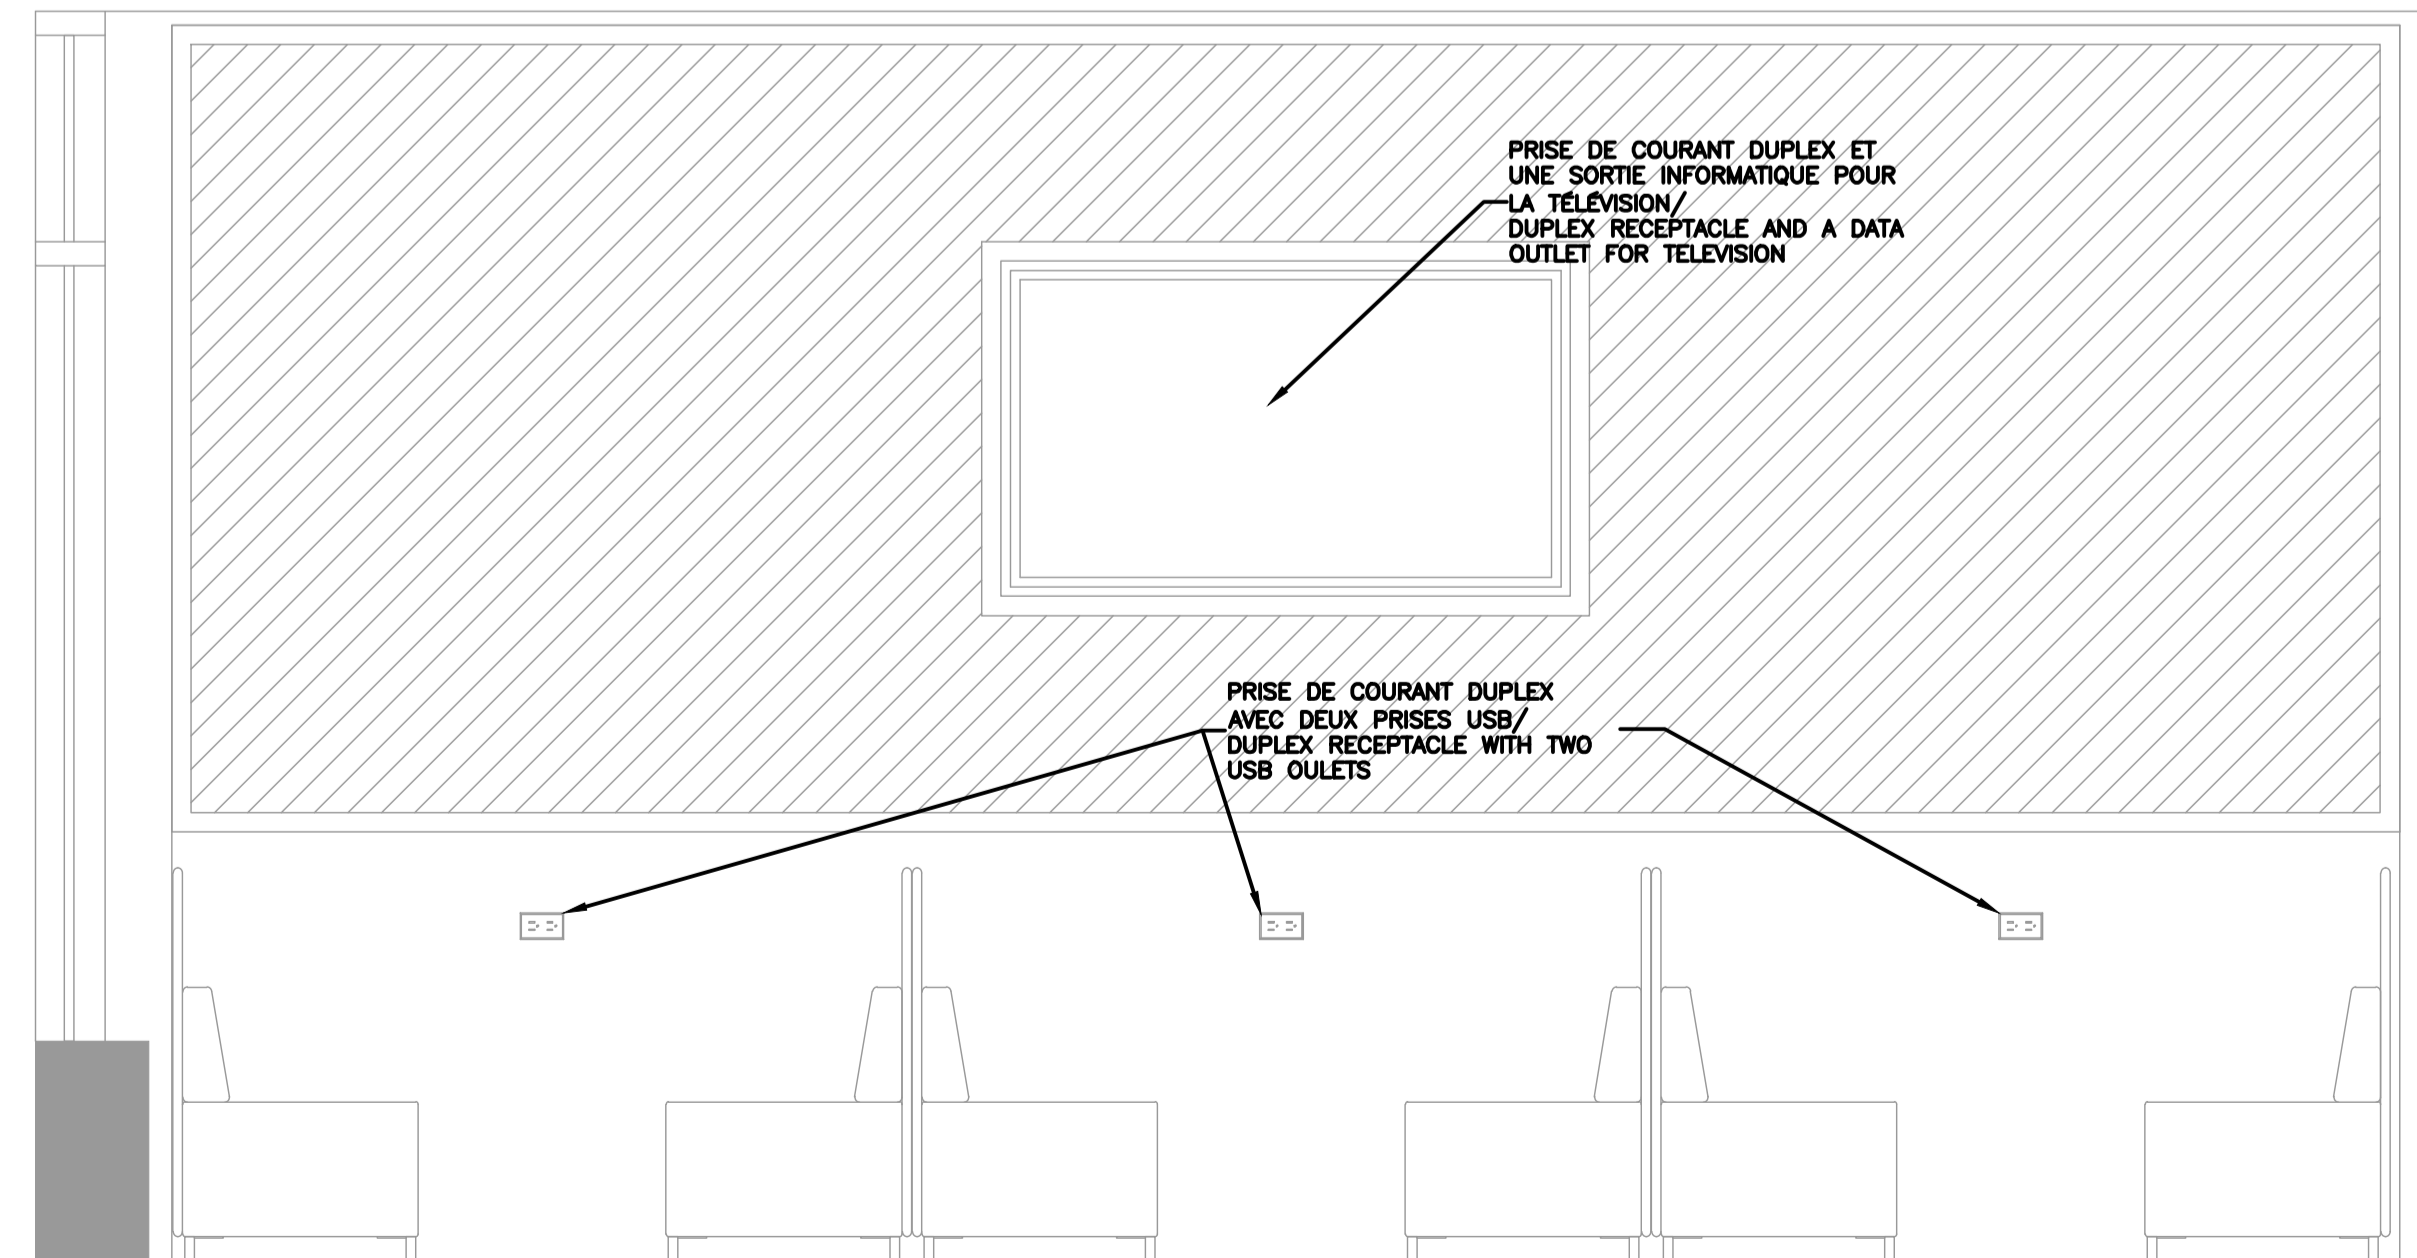 PRISE DE COURANT DUPLEX ET
UNE SORTIE INFORMATIQUE POUR
LA TÉLÉVISION/
DUPLEX RECEPTACLE AND A DATA
OUTLET FOR TELEVISION
PRISE DE COURANT DUPLEX
AVEC DEUX PRISES USB/
DUPLEX RECEPTACLE WITH TWO
USB OULETS